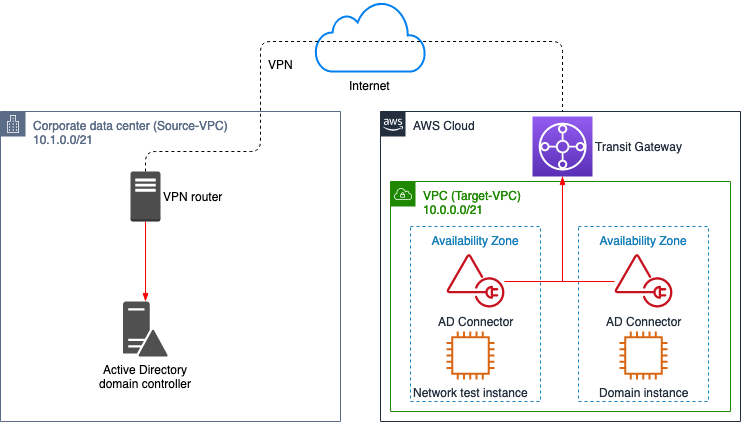 VPN
Internet
Corporate data center (Source-VPC)
10.1.0.0/21
VPN router
Active Directory
domain controller
aws
AWS Cloud
Transit Gateway
VPC (Target-VPC)
10.0.0.0/21
Availability Zone
AD Connector
Network test instance
Availability Zone
AD Connector
Domain instance